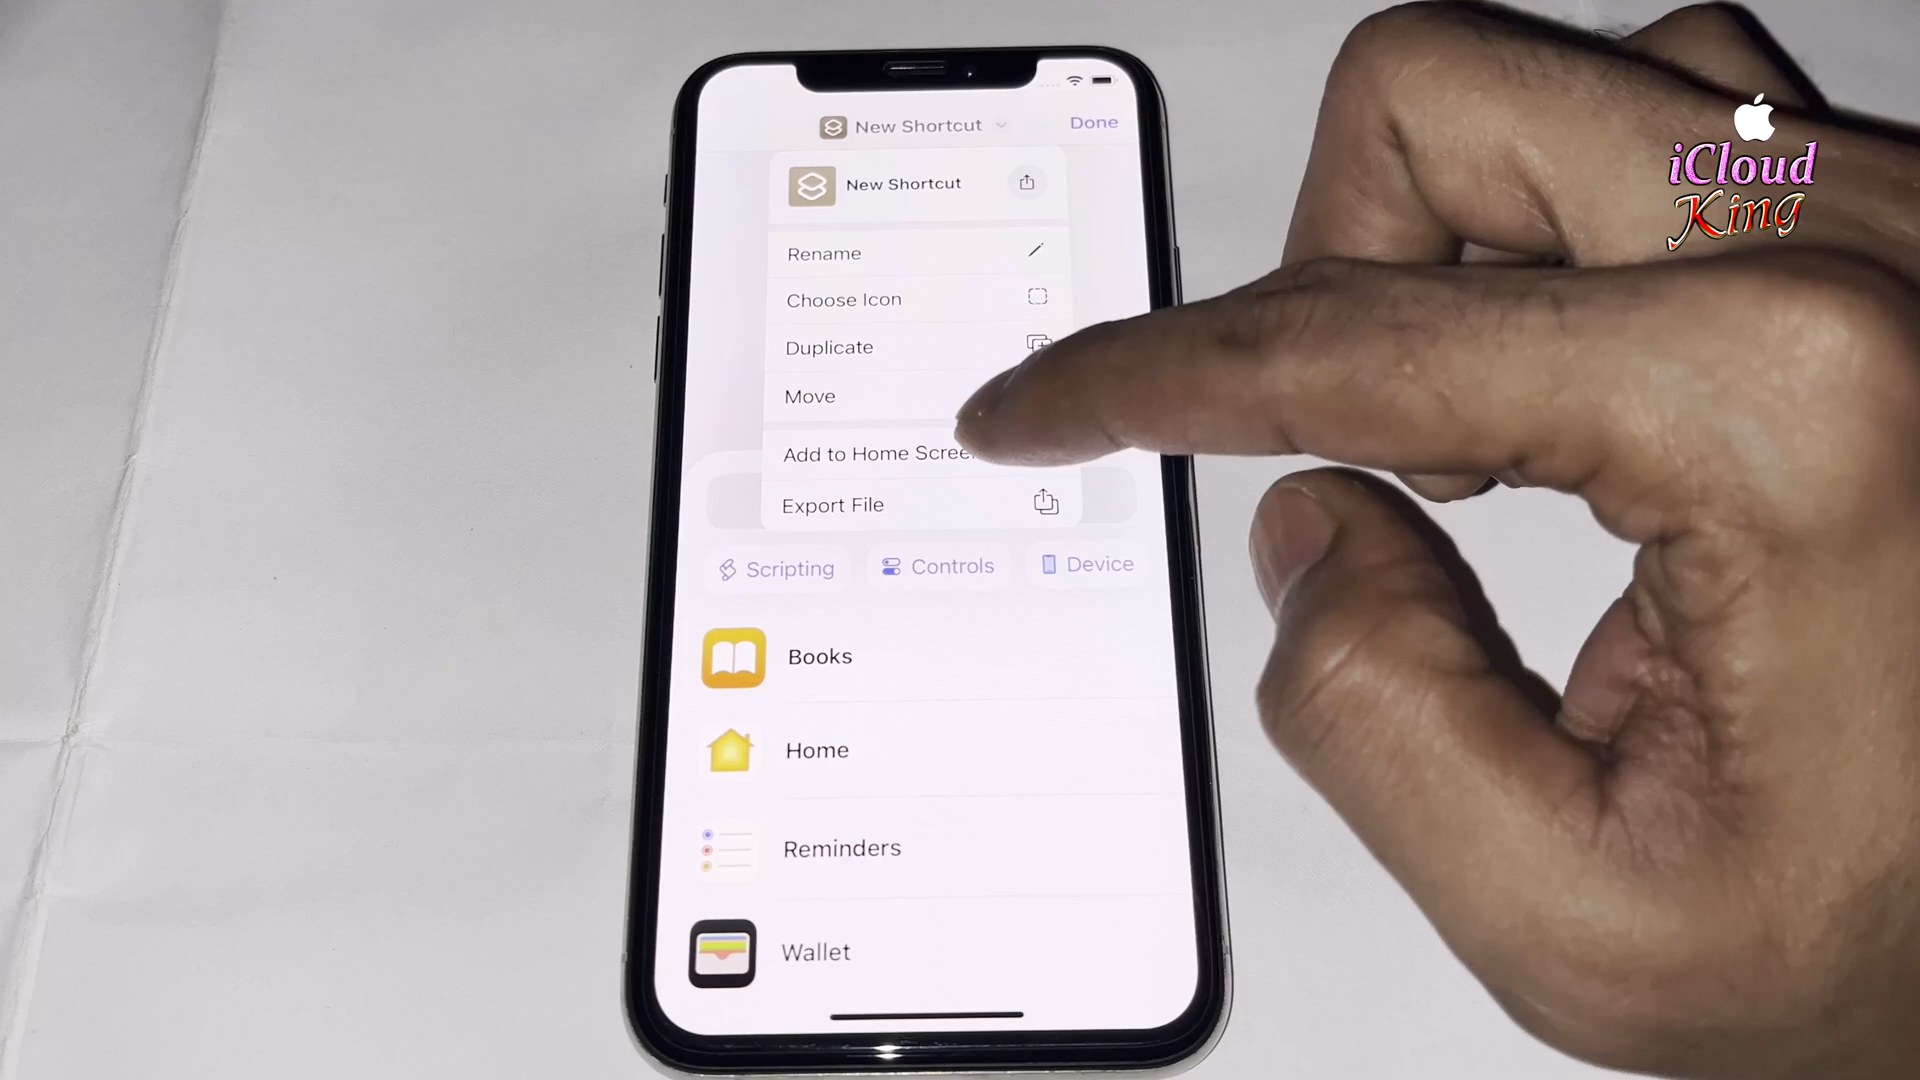 New Shortcut
Done
New Shortcut
Rename
Choose Icon
Duplicate
Move
Add to Home Screen
Export File
Scripting
Controls
Device
Books
Home
Reminders
Wallet
iCloud
King